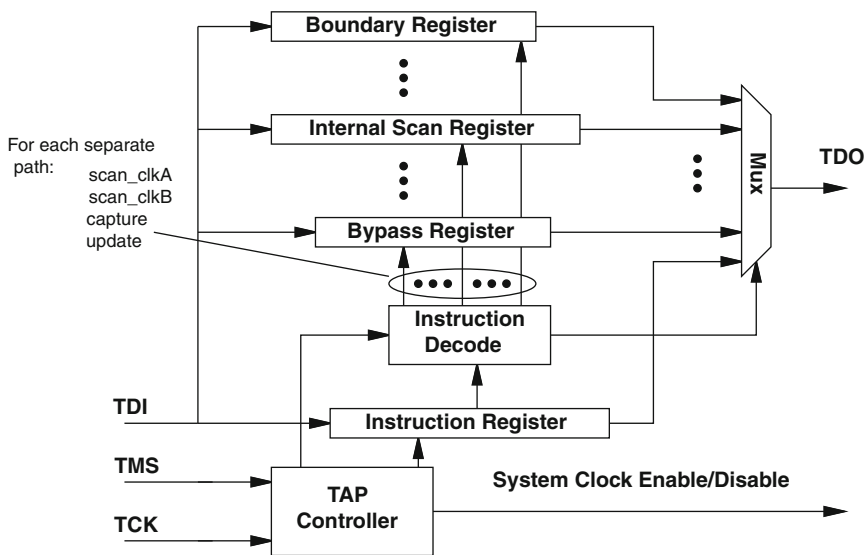 Boundary Register
Internal Scan Register
For each separate
path:
scan_clkA
scan_clkB
capture
update
Mux
TDO
Bypass Register
Instruction
Decode
TDI
Instruction Register
TMS
System Clock Enable/Disable
TAP
Controller
TCK